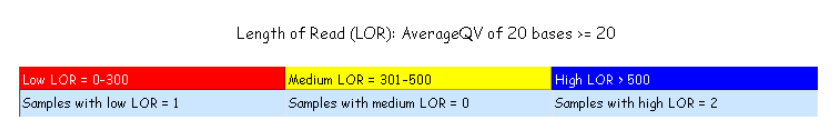 Length of Read (LOR): AverageQV of 20 bases >= 20
Low LOR = 0-300 Medium LOR = 301-500 High LOR > 500
Samples with low LOR = 1 Samples with medium LOR = 0 Samples with high LOR = 2